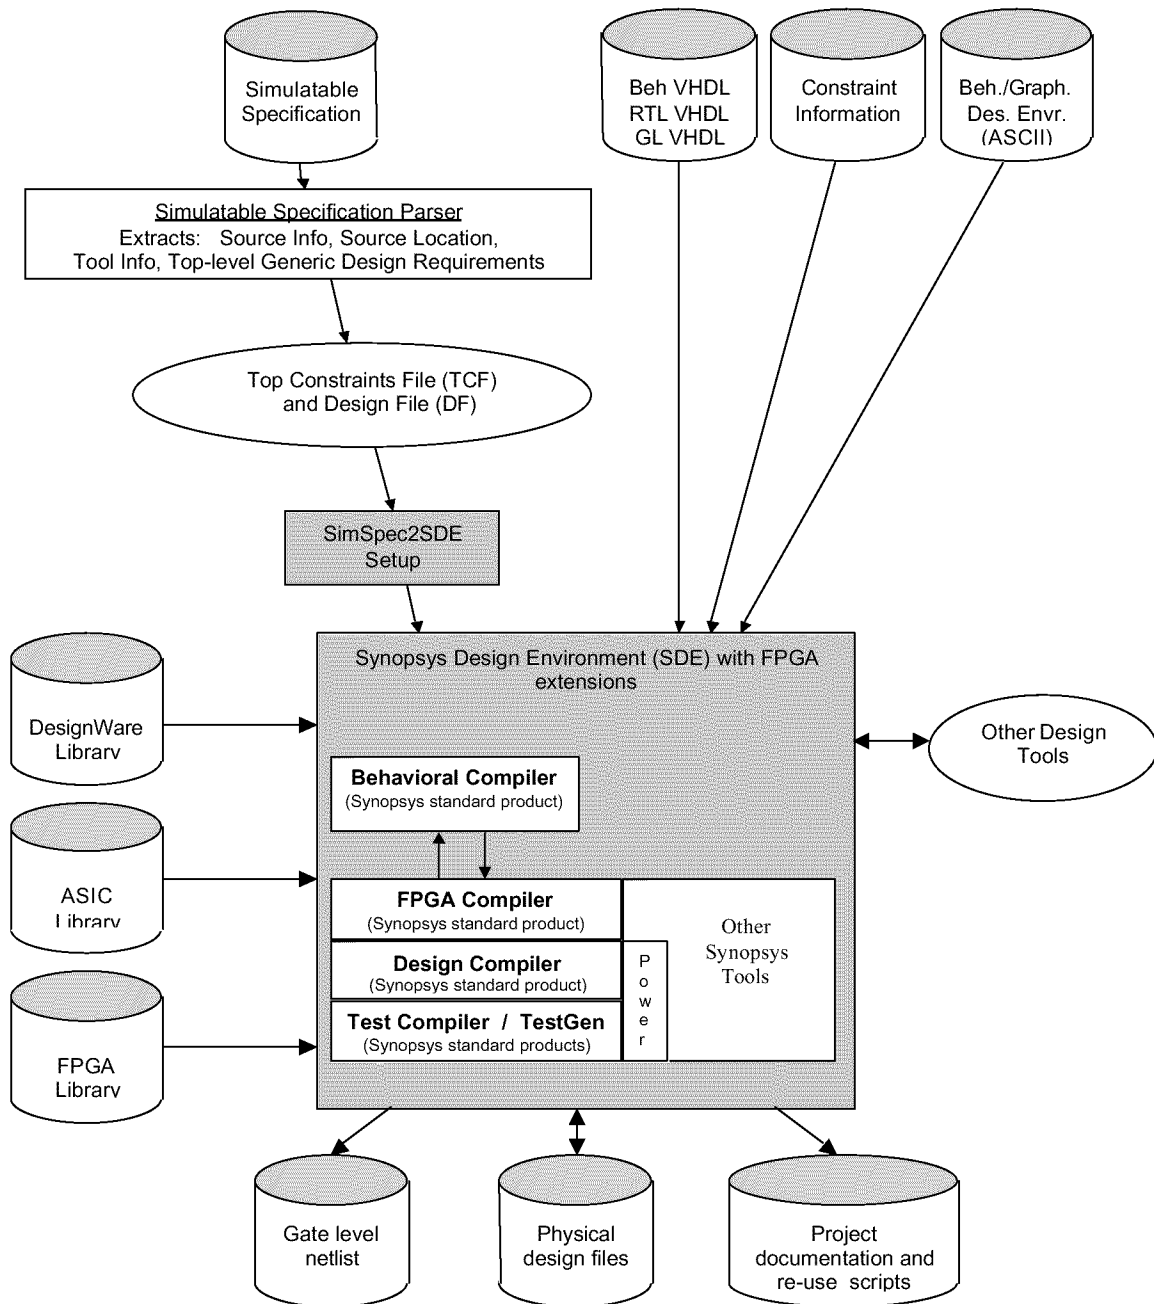 Simulatable
Specification
Beh VHDL
RTL VHDL
GL VHDL
Constraint
Information
Beh./Graph.
Des. Envr.
(ASCII)
Simulatable Specification Parser
Extracts: Source Info, Source Location,
Tool Info, Top-level Generic Design Requirements
Top Constraints File (TCF)
and Design File (DF)
SimSpec2SDE
Setup
Synopsys Design Environment (SDE) with FPGA
extensions
DesignWare
Library
Other Design
Tools
Behavioral Compiler
(Synopsys standard product)
ASIC
Library
FPGA Compiler
(Synopsys standard product)
Other
Synopsys
Tools
Design Compiler
(Synopsys standard product)
Power
Test Compiler / TestGen
(Synopsys standard products)
FPGA
Library
Gate level
netlist
Physical
design files
Project
documentation and
re-use scripts